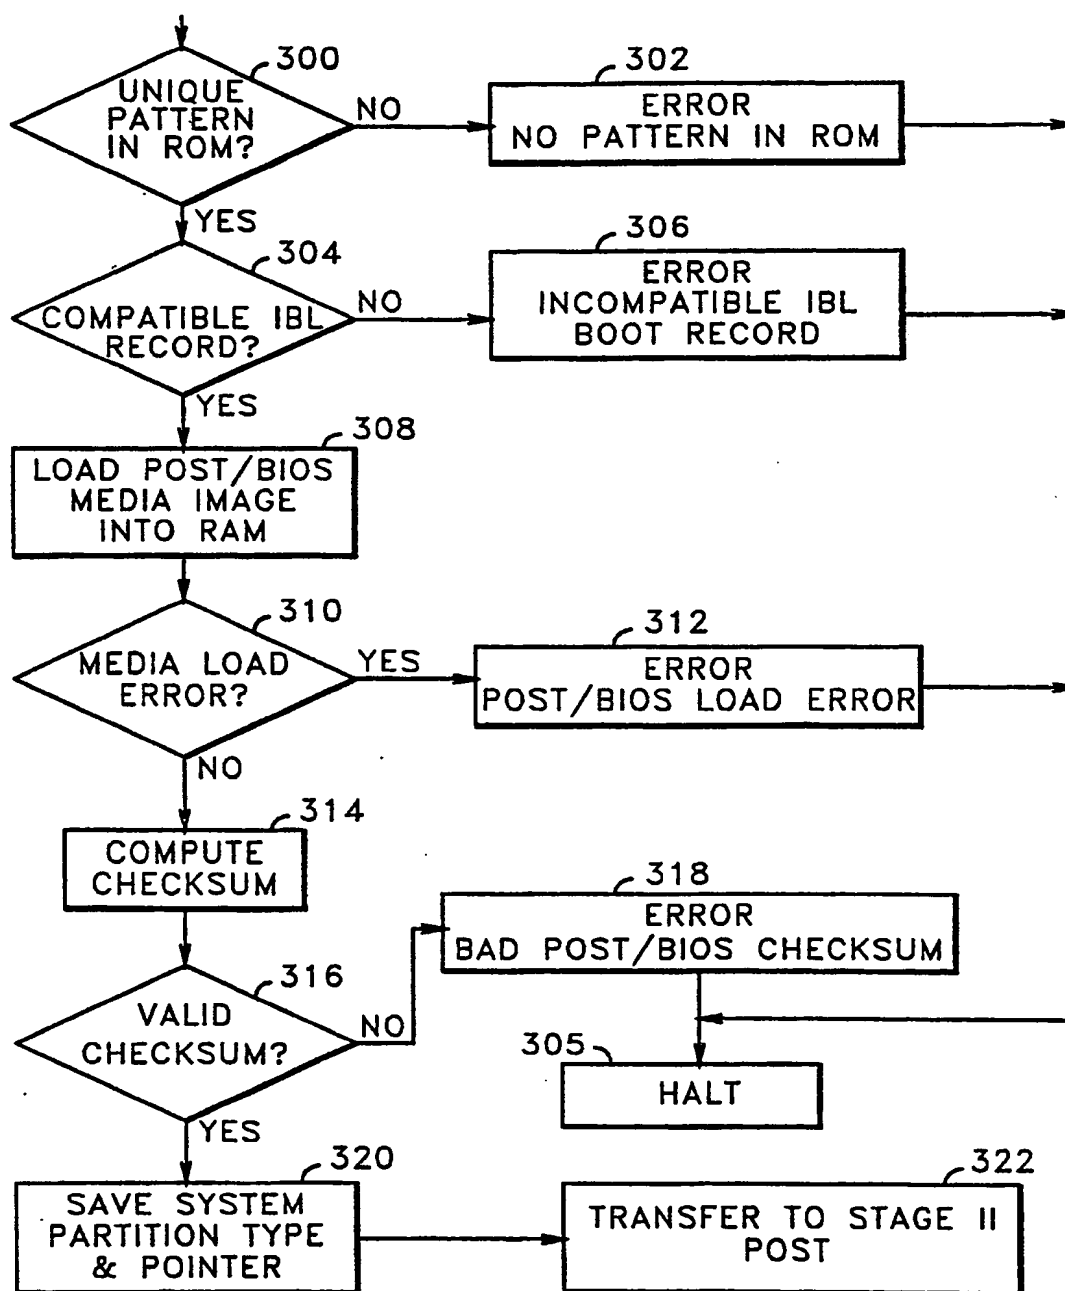 300
UNIQUE
PATTERN
IN ROM?
NO
302
ERROR
NO PATTERN IN ROM
YES
304
COMPATIBLE IBL
RECORD?
NO
306
ERROR
INCOMPATIBLE IBL
BOOT RECORD
YES
308
LOAD POST/BIOS
MEDIA IMAGE
INTO RAM
310
MEDIA LOAD
ERROR?
YES
312
ERROR
POST/BIOS LOAD ERROR
NO
314
COMPUTE
CHECKSUM
316
VALID
CHECKSUM?
NO
318
ERROR
BAD POST/BIOS CHECKSUM
305
HALT
YES
320
SAVE SYSTEM
PARTITION TYPE
& POINTER
322
TRANSFER TO STAGE II
POST